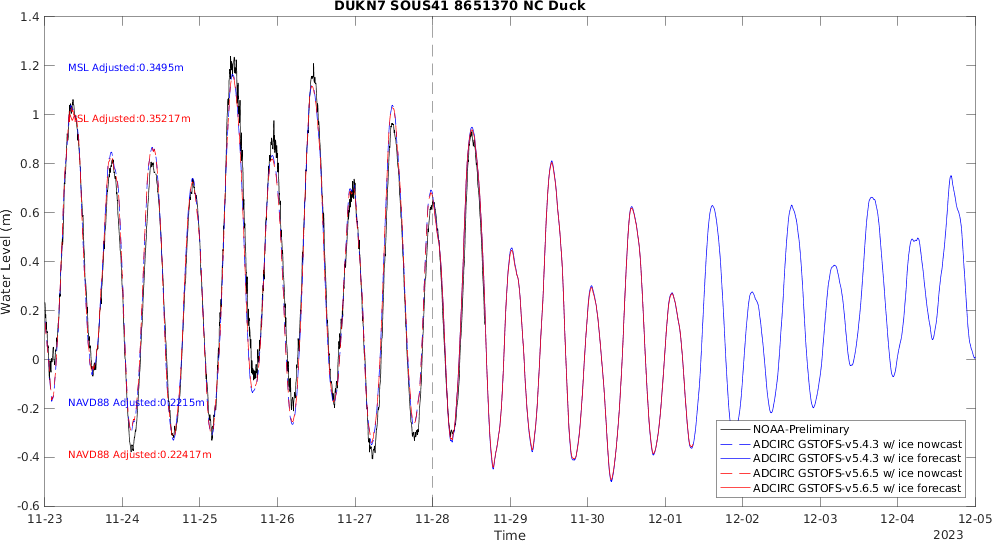 DUKN7 SOUS41 8651370 NC Duck
1.4
1.2
1
0.8
0.6
0.4
0.2
0
-0.2
-0.4
-0.6
Water Level (m)
MSL Adjusted:0.3495m
MSL Adjusted:0.35217m
NAVD88 Adjusted:0.2215m
NAVD88 Adjusted:0.22417m
NOAA-Preliminary
ADCIRC GSTOFS-v5.4.3 w/ ice nowcast
ADCIRC GSTOFS-v5.4.3 w/ ice forecast
ADCIRC GSTOFS-v5.6.5 w/ ice nowcast
ADCIRC GSTOFS-v5.6.5 w/ ice forecast
11-23 11-24 11-25 11-26 11-27 11-28 11-29 11-30 12-01 12-02 12-03 12-04 12-05
Time
2023